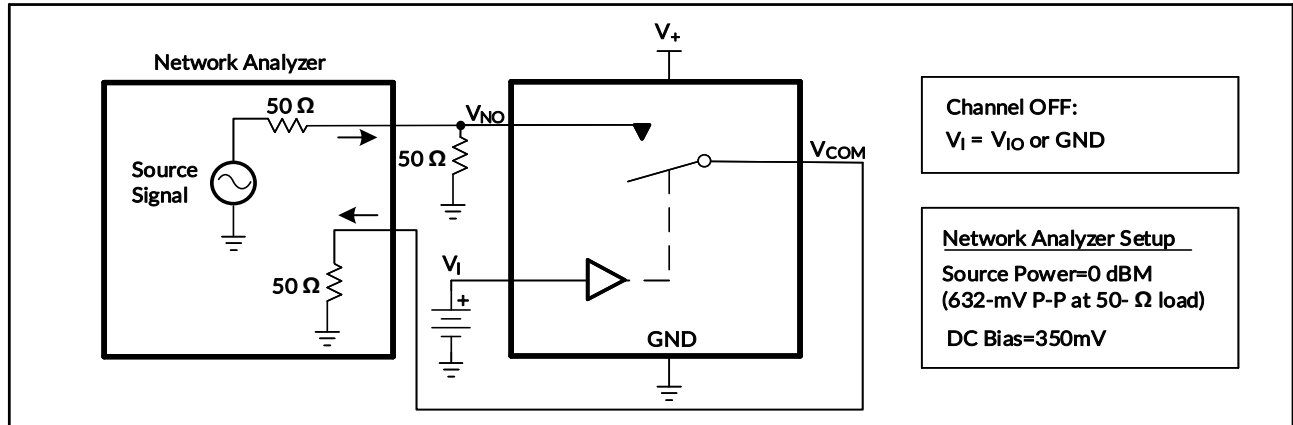 V+
Network Analyzer
50 Ω
VNO
50 Ω
Source
Signal
VCOM
50 Ω
VI
+
GND
Channel OFF:
VI = VIO or GND
Network Analyzer Setup
Source Power=0 dBM
(632-mV P-P at 50- Ω load)
DC Bias=350mV